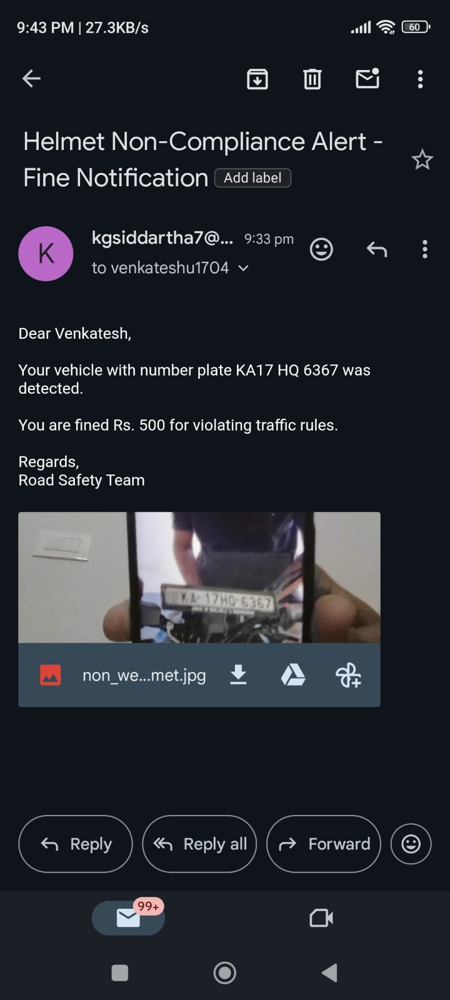 9:43 PM | 27.3KB/s
60
Helmet Non-Compliance Alert -
Fine Notification Add label
K
kgsiddartha7@... 9:33 pm
to venkateshu1704
Dear Venkatesh,
Your vehicle with number plate KA17 HQ 6367 was
detected.
You are fined Rs. 500 for violating traffic rules.
Regards,
Road Safety Team
KA-17HQ-6367
non_we...met.jpg
Reply
Reply all
Forward
99+